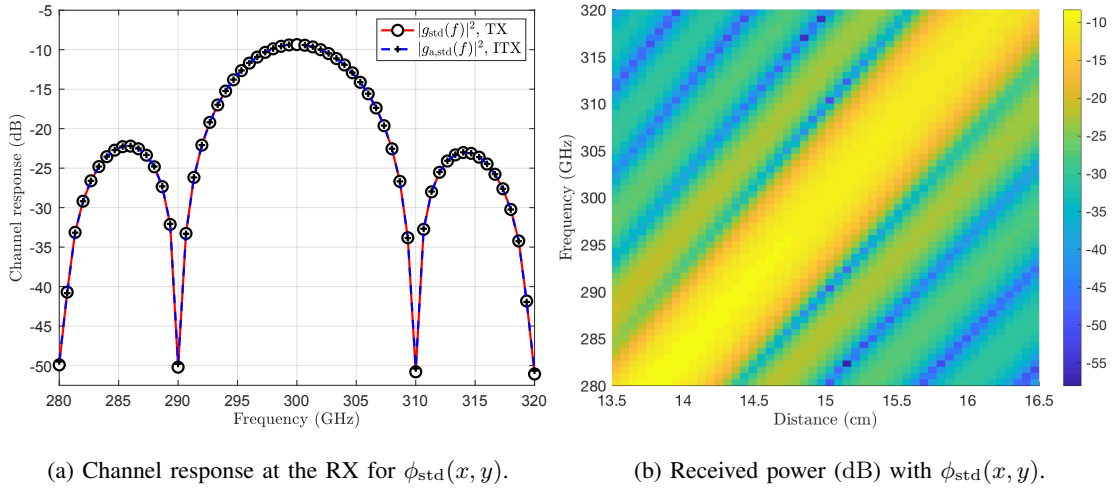 -5
-10
-15
-20
-25
-30
-35
-40
-45
-50
280 285 290 295 300 305 310 315 320
Channel response (dB)
Frequency (GHz)
|g_std(f)|², TX
|g_a,std(f)|², ITX
320
315
310
305
300
295
290
285
280
13.5 14 14.5 15 15.5 16 16.5
Frequency (GHz)
Distance (cm)
-10
-15
-20
-25
-30
-35
-40
-45
-50
-55
(a) Channel response at the RX for ϕ_std(x, y).
(b) Received power (dB) with ϕ_std(x, y).